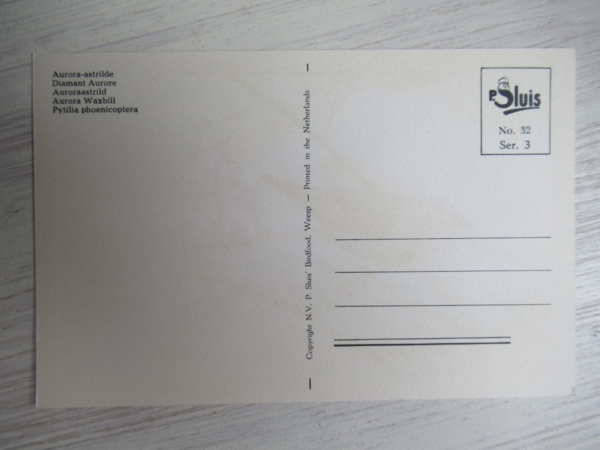 Aurora-astrilde
Diamant Aurore
Auroraastrild
Aurora Waxbill
Pytilia phoenicoptera
Copyright N.V. P. Sluis' Birdfood, Weesp — Printed in the Netherlands
P. Sluis
No. 32
Ser. 3